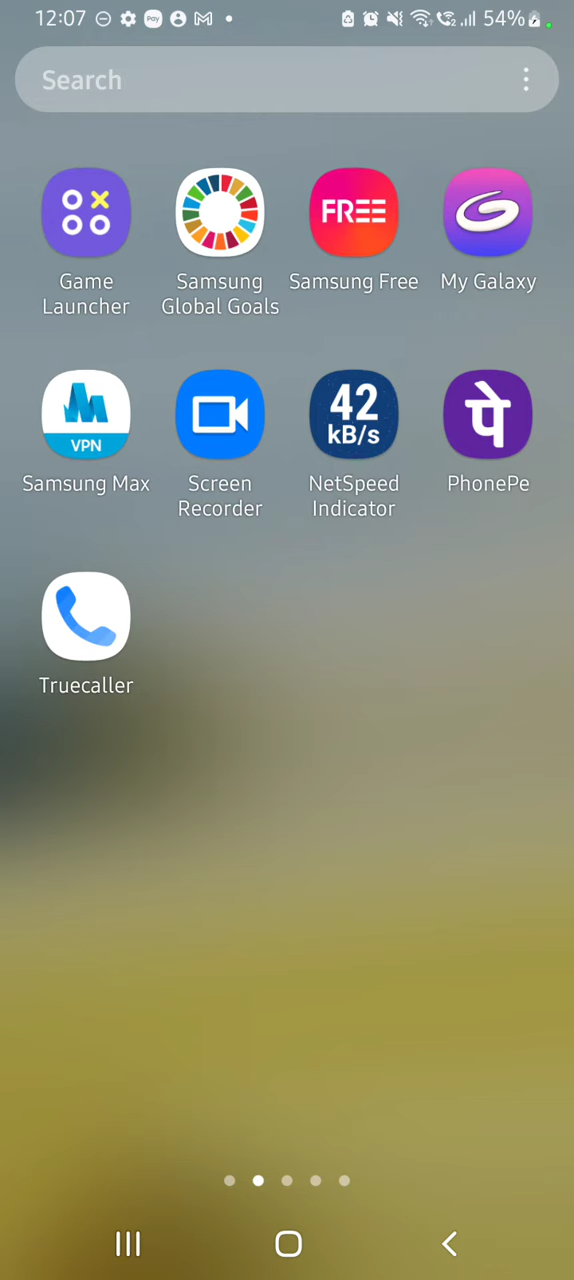 12:07 Pay 54%
Search
FREE
Game
Launcher
Samsung
Global Goals
Samsung Free
My Galaxy
VPN
42
kB/s
पे
Samsung Max
Screen
Recorder
NetSpeed
Indicator
PhonePe
Truecaller